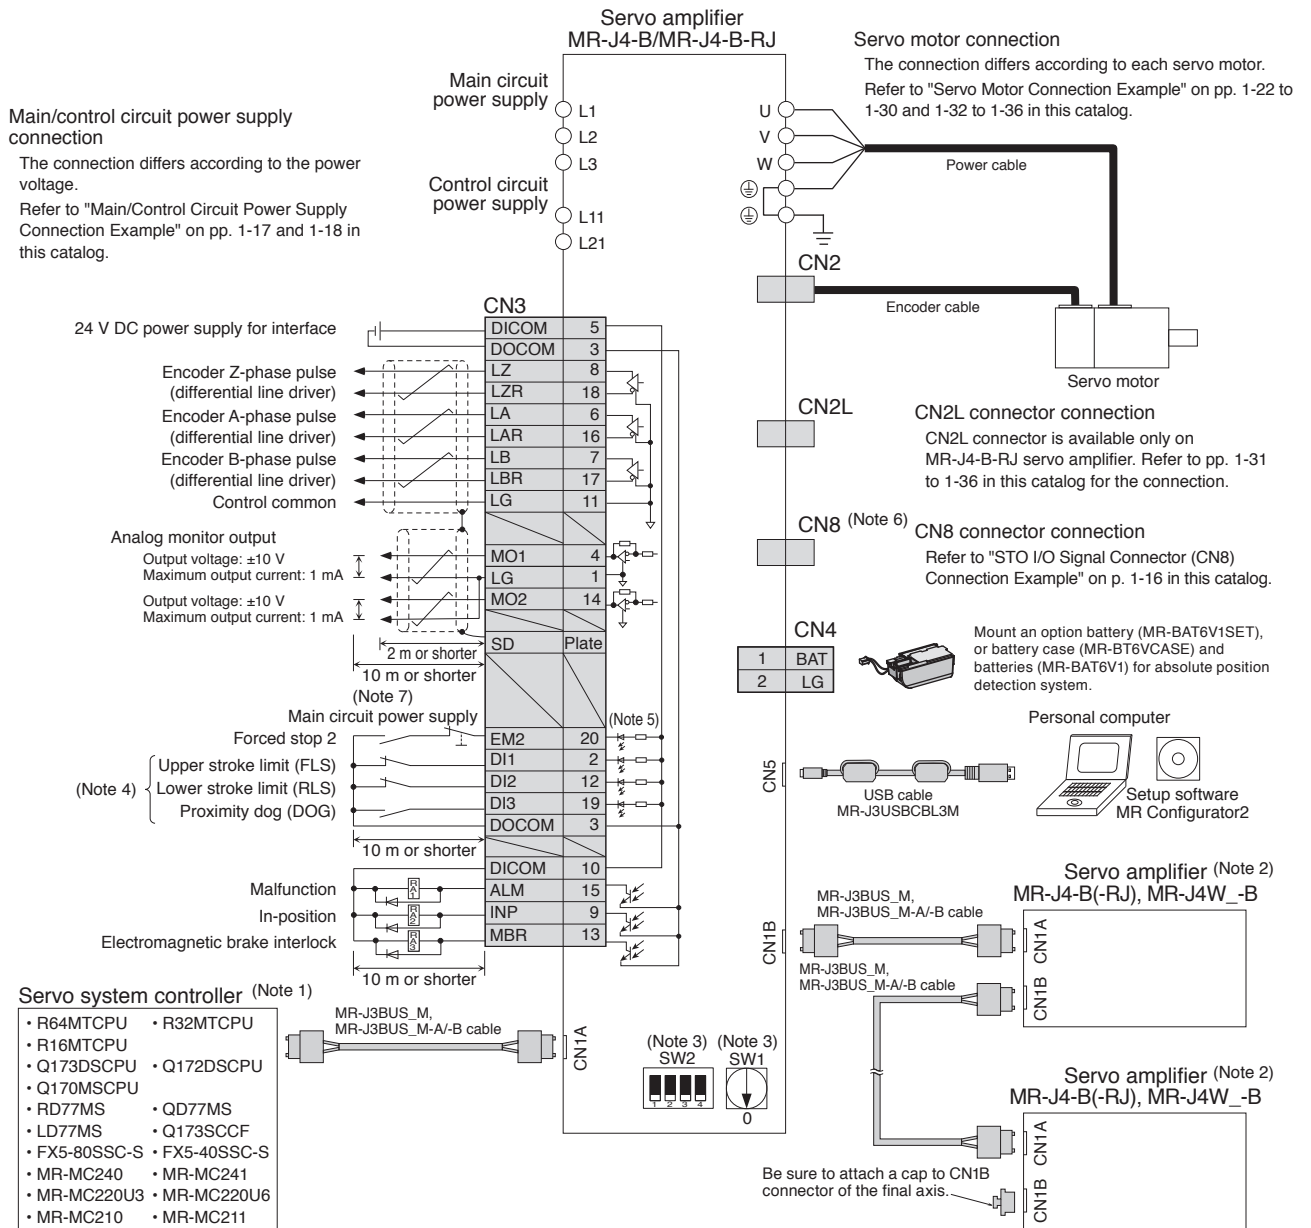 Servo amplifier
MR-J4-B/MR-J4-B-RJ
Main/control circuit power supply
connection
The connection differs according to the power
voltage.
Refer to "Main/Control Circuit Power Supply
Connection Example" on pp. 1-17 and 1-18 in
this catalog.
Main circuit
power supply
L1
L2
L3
Control circuit
power supply
L11
L21
U
V
W
Servo motor connection
The connection differs according to each servo motor.
Refer to "Servo Motor Connection Example" on pp. 1-22 to
1-30 and 1-32 to 1-36 in this catalog.
Power cable
CN2
Encoder cable
Servo motor
CN3
24 V DC power supply for interface
DICOM 5
DOCOM 3
Encoder Z-phase pulse
(differential line driver)
LZ 8
LZR 18
Encoder A-phase pulse
(differential line driver)
LA 6
LAR 16
Encoder B-phase pulse
(differential line driver)
LB 7
LBR 17
Control common
LG 11
Analog monitor output
Output voltage: ±10 V
Maximum output current: 1 mA
MO1 4
LG 1
Output voltage: ±10 V
Maximum output current: 1 mA
MO2 14
2 m or shorter
SD Plate
10 m or shorter
(Note 7)
Main circuit power supply
(Note 5)
Forced stop 2
EM2 20
(Note 4)
Upper stroke limit (FLS)
DI1 2
Lower stroke limit (RLS)
DI2 12
Proximity dog (DOG)
DI3 19
DOCOM 3
10 m or shorter
DICOM 10
Malfunction
RA1
ALM 15
In-position
RA2
INP 9
Electromagnetic brake interlock
RA3
MBR 13
10 m or shorter
CN2L
CN2L connector connection
CN2L connector is available only on
MR-J4-B-RJ servo amplifier. Refer to pp. 1-31
to 1-36 in this catalog for the connection.
CN8 (Note 6)
CN8 connector connection
Refer to "STO I/O Signal Connector (CN8)
Connection Example" on p. 1-16 in this catalog.
CN4
1 BAT
2 LG
Mount an option battery (MR-BAT6V1SET),
or battery case (MR-BT6VCASE) and
batteries (MR-BAT6V1) for absolute position
detection system.
Personal computer
CN5
USB cable
MR-J3USBCBL3M
Setup software
MR Configurator2
Servo amplifier (Note 2)
MR-J4-B(-RJ), MR-J4W_-B
MR-J3BUS_M,
MR-J3BUS_M-A/-B cable
CN1B
CN1A
MR-J3BUS_M,
MR-J3BUS_M-A/-B cable
CN1B
Servo amplifier (Note 2)
MR-J4-B(-RJ), MR-J4W_-B
CN1A
Be sure to attach a cap to CN1B
connector of the final axis.
CN1B
Servo system controller (Note 1)
• R64MTCPU • R32MTCPU
• R16MTCPU
• Q173DSCPU • Q172DSCPU
• Q170MSCPU
• RD77MS • QD77MS
• LD77MS • Q173SCCF
• FX5-80SSC-S • FX5-40SSC-S
• MR-MC240 • MR-MC241
• MR-MC220U3 • MR-MC220U6
• MR-MC210 • MR-MC211
MR-J3BUS_M,
MR-J3BUS_M-A/-B cable
CN1A
(Note 3) (Note 3)
SW2 SW1
1 2 3 4
0